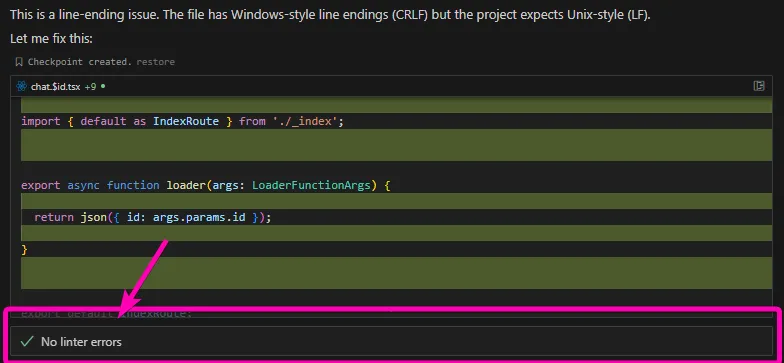 This is a line-ending issue. The file has Windows-style line endings (CRLF) but the project expects Unix-style (LF).
Let me fix this:
Checkpoint created. restore
chat.$id.tsx +9
import { default as IndexRoute } from './_index';
export async function loader(args: LoaderFunctionArgs) {
return json({ id: args.params.id });
}
export default IndexRoute;
No linter errors